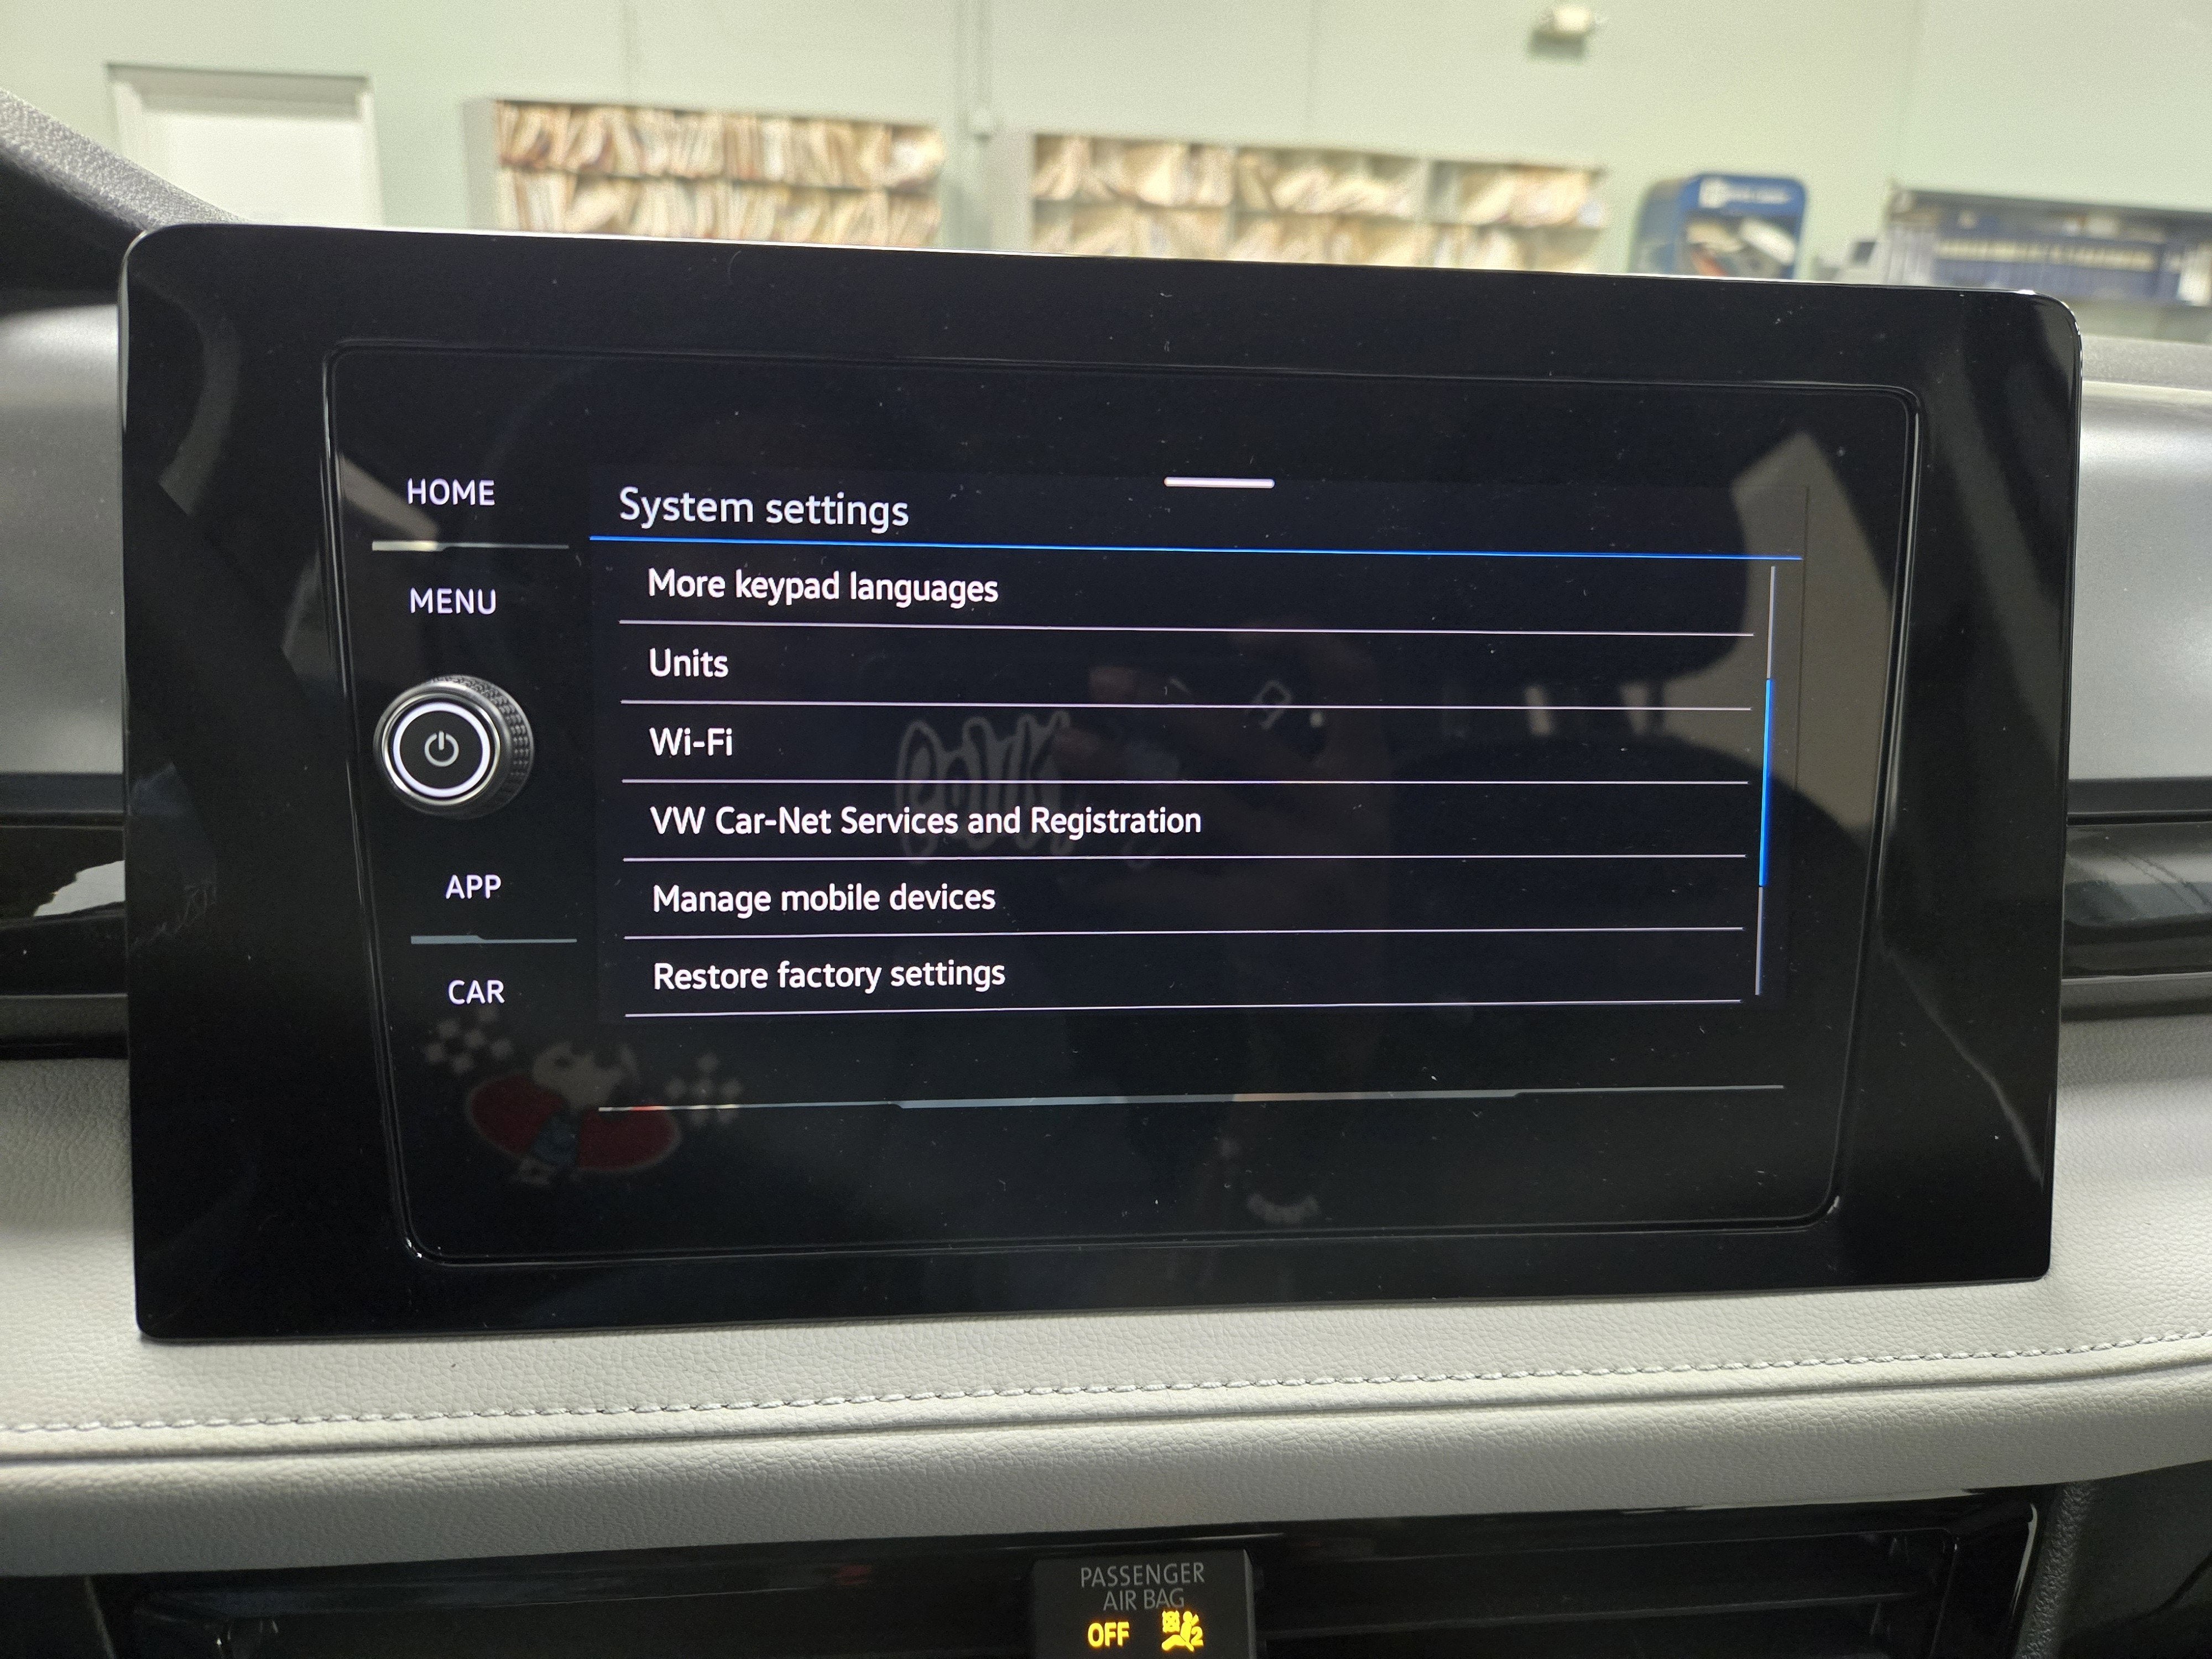 HOME
MENU
APP
CAR
System settings
More keypad languages
Units
Wi-Fi
VW Car-Net Services and Registration
Manage mobile devices
Restore factory settings
PASSENGER
AIR BAG
OFF 2